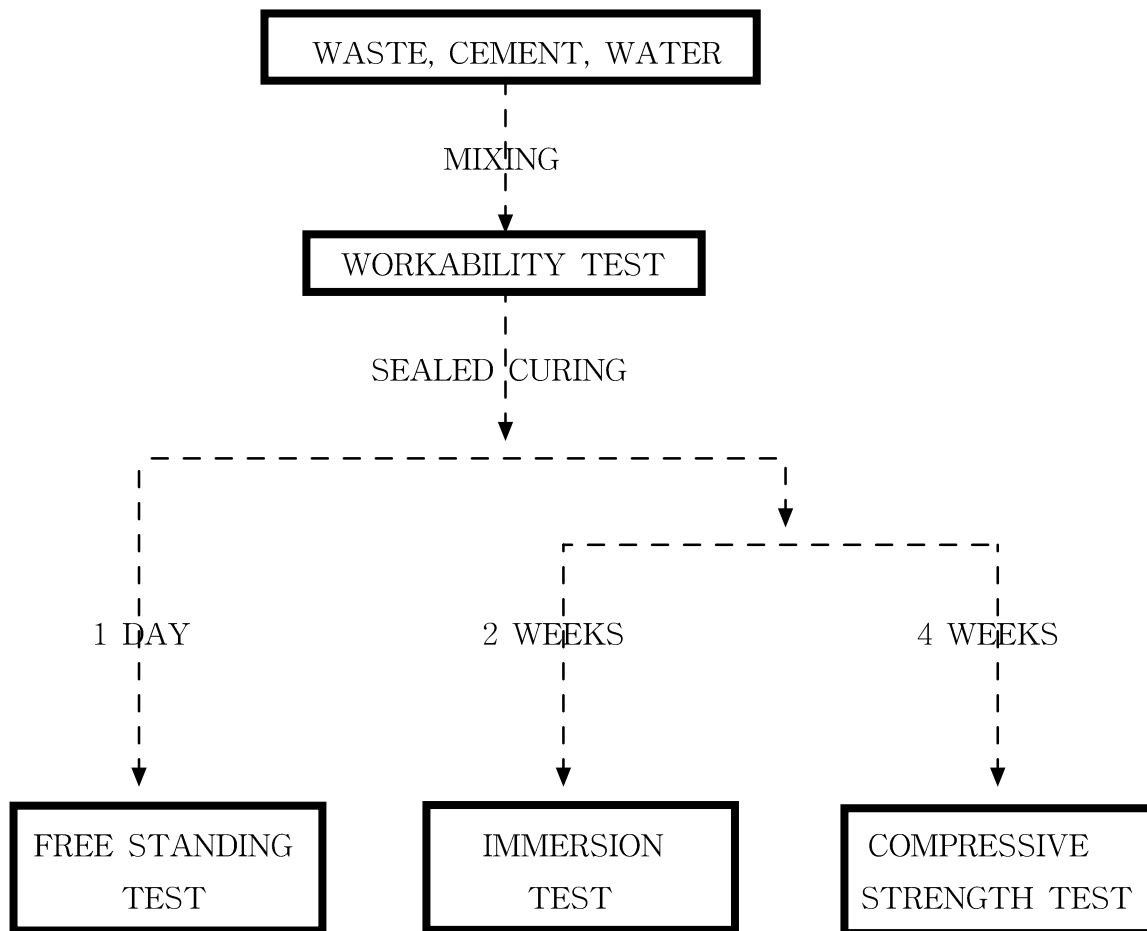 WASTE, CEMENT, WATER
MIXING
WORKABILITY TEST
SEALED CURING
1 DAY
2 WEEKS
4 WEEKS
FREE STANDING
TEST
IMMERSION
TEST
COMPRESSIVE
STRENGTH TEST